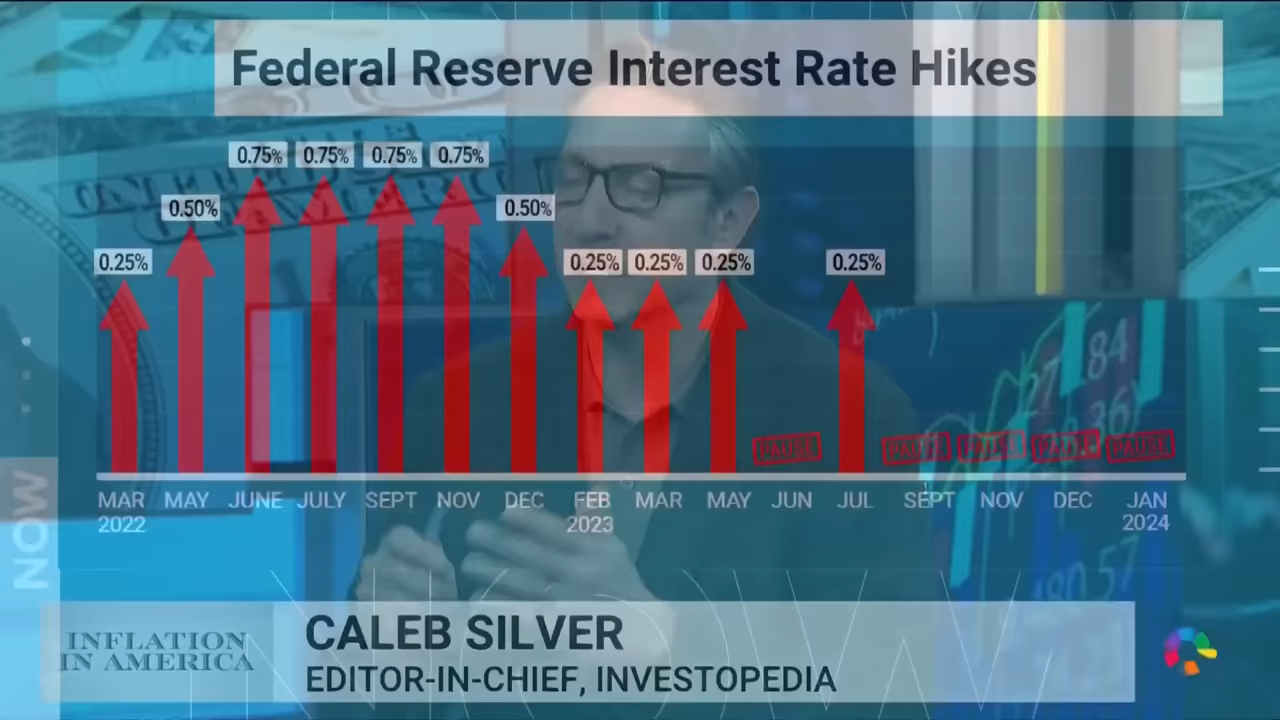 Federal Reserve Interest Rate Hikes
0.75% 0.75% 0.75% 0.75%
0.50% 0.50%
0.25% 0.25% 0.25% 0.25% 0.25%
PAUSE PAUSE PAUSE PAUSE PAUSE
MAR MAY JUNE JULY SEPT NOV DEC FEB MAR MAY JUN JUL SEPT NOV DEC JAN
2022 2023 2024
NOW
84
INFLATION
IN AMERICA
CALEB SILVER
EDITOR-IN-CHIEF, INVESTOPEDIA